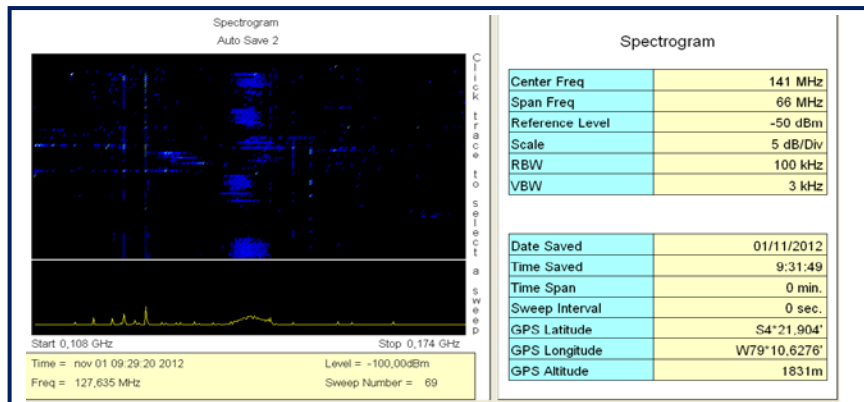 Spectrogram
Auto Save 2
Click trace to select a sweep
Start 0,108 GHz Stop 0,174 GHz
Time = nov 01 09:29:20 2012 Level = -100,00dBm
Freq = 127,635 MHz Sweep Number = 69
Spectrogram
Center Freq 141 MHz
Span Freq 66 MHz
Reference Level -50 dBm
Scale 5 dB/Div
RBW 100 kHz
VBW 3 kHz
Date Saved 01/11/2012
Time Saved 9:31:49
Time Span 0 min.
Sweep Interval 0 sec.
GPS Latitude S4°21,904'
GPS Longitude W79°10,6276'
GPS Altitude 1831m